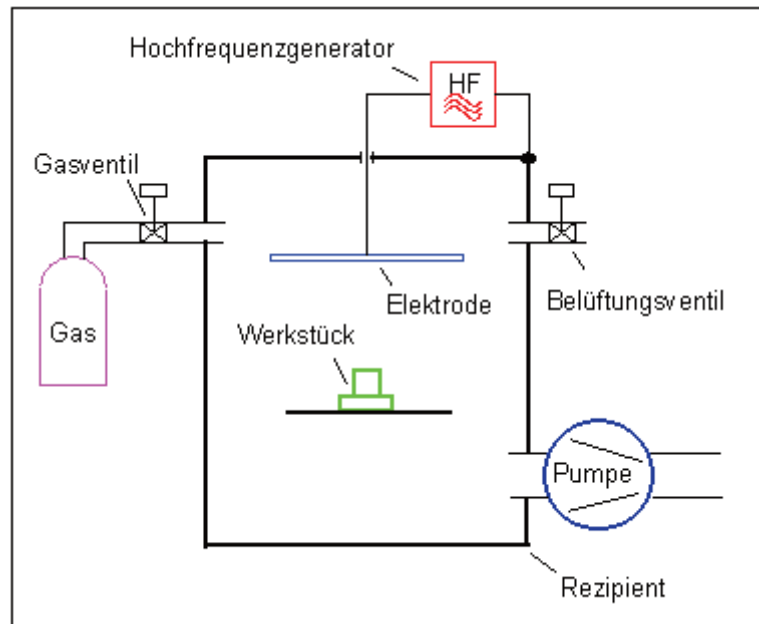 Hochfrequenzgenerator
HF
Gasventil
Gas
Elektrode
Belüftungsventil
Werkstück
Pumpe
Rezipient